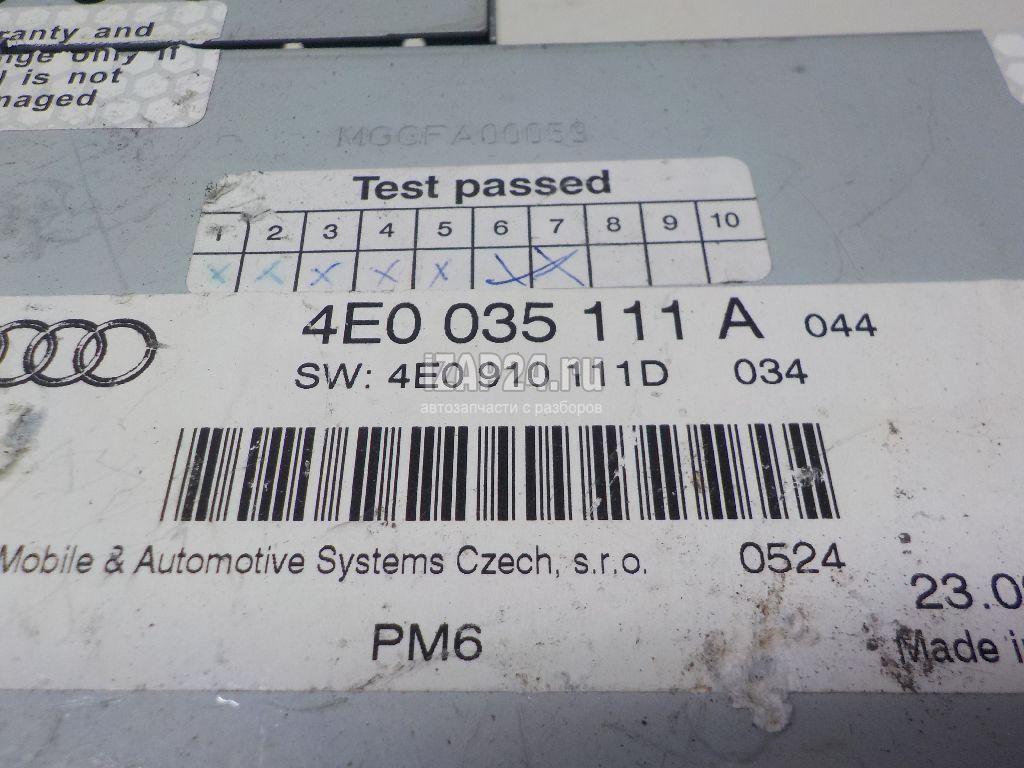 ranty and
nge only if
l is not
maged
MGGFA00053
Test passed
1 2 3 4 5 6 7 8 9 10
x x x x x x x
4E0 035 111 A 044
SW: 4E0 910 111D 034
iZAP24.ru
автозапчасти с разборов
Mobile & Automotive Systems Czech, s.r.o. 0524
23.0
PM6
Made i